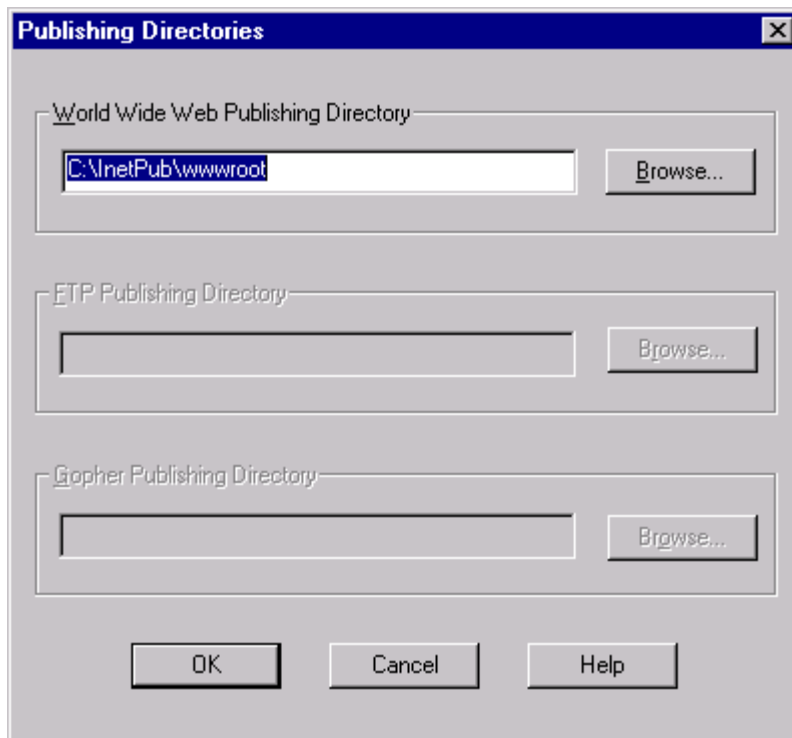 Publishing Directories
World Wide Web Publishing Directory
C:\InetPub\wwwroot
Browse...
FTP Publishing Directory
Browse...
Gopher Publishing Directory
Browse...
OK Cancel Help